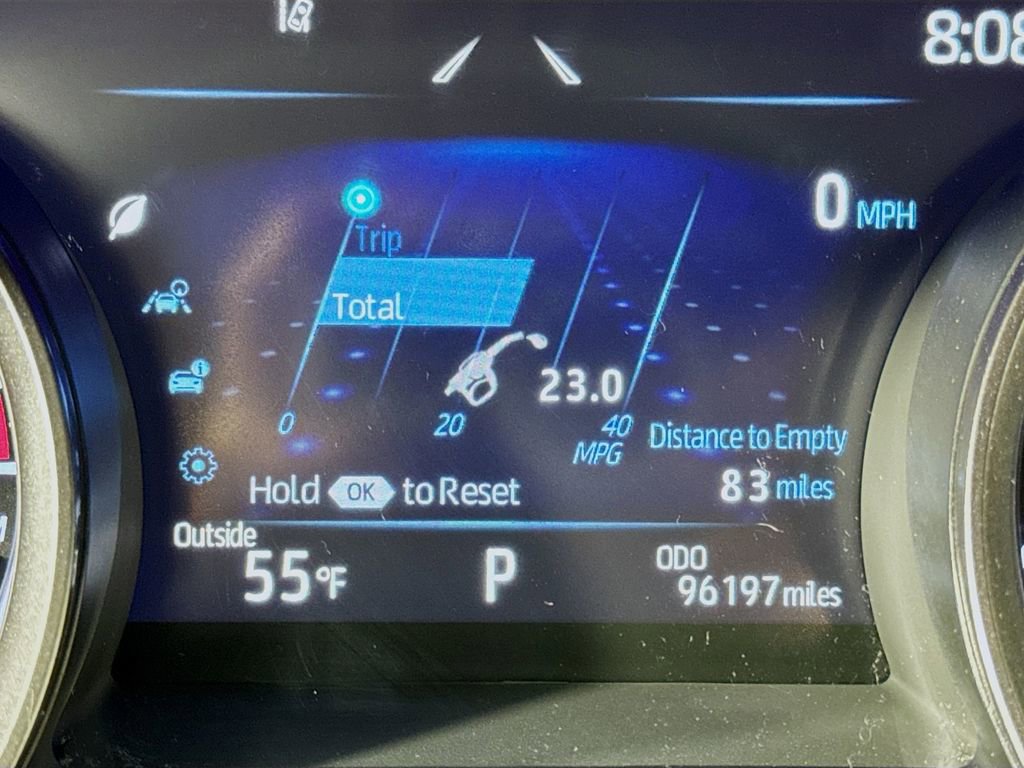 8:08
0 MPH
Trip
Total
23.0
0 20 40
MPG
Distance to Empty
83 miles
Hold OK to Reset
Outside
55°F
P
ODO
96197 miles